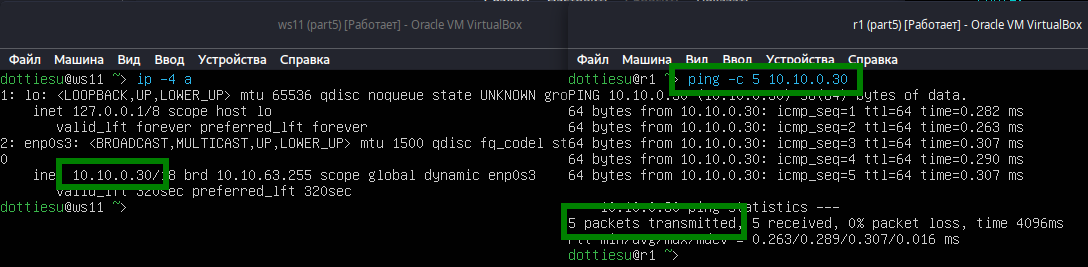 ws11 (part5) [Работает] - Oracle VM VirtualBox
Файл Машина Вид Ввод Устройства Справка
dottiesu@ws11 ~> ip -4 a
1: lo: <LOOPBACK,UP,LOWER_UP> mtu 65536 qdisc noqueue state UNKNOWN gro
inet 127.0.0.1/8 scope host lo
valid_lft forever preferred_lft forever
2: enp0s3: <BROADCAST,MULTICAST,UP,LOWER_UP> mtu 1500 qdisc fq_codel st
0
inet 10.10.0.30/18 brd 10.10.63.255 scope global dynamic enp0s3
valid_lft 320sec preferred_lft 320sec
dottiesu@ws11 ~>
r1 (part5) [Работает] - Oracle VM VirtualBox
Файл Машина Вид Ввод Устройства Справка
dottiesu@r1 ~> ping -c 5 10.10.0.30
PING 10.10.0.30 (10.10.0.30) 56(84) bytes of data.
64 bytes from 10.10.0.30: icmp_seq=1 ttl=64 time=0.282 ms
64 bytes from 10.10.0.30: icmp_seq=2 ttl=64 time=0.263 ms
64 bytes from 10.10.0.30: icmp_seq=3 ttl=64 time=0.307 ms
64 bytes from 10.10.0.30: icmp_seq=4 ttl=64 time=0.290 ms
64 bytes from 10.10.0.30: icmp_seq=5 ttl=64 time=0.307 ms
10.10.0.30 ping statistics ---
5 packets transmitted, 5 received, 0% packet loss, time 4096ms
rtt min/avg/max/mdev = 0.263/0.289/0.307/0.016 ms
dottiesu@r1 ~>